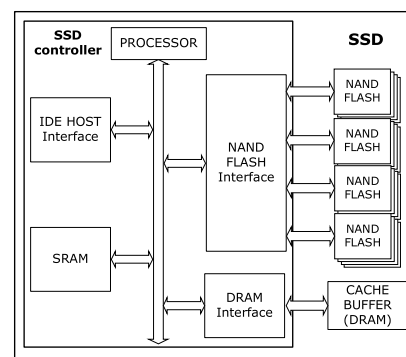 SSD
controller
PROCESSOR
SSD
IDE HOST
Interface
NAND
FLASH
Interface
NAND
FLASH
NAND
FLASH
NAND
FLASH
NAND
FLASH
SRAM
DRAM
Interface
CACHE
BUFFER
(DRAM)